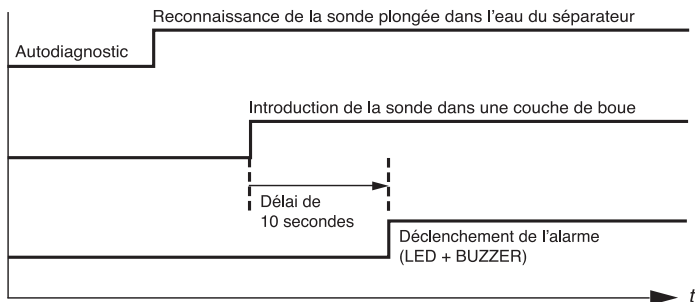 Reconnaissance de la sonde plongée dans l'eau du séparateur
Autodiagnostic
Introduction de la sonde dans une couche de boue
Délai de
10 secondes
Déclenchement de l'alarme
(LED + BUZZER)
t